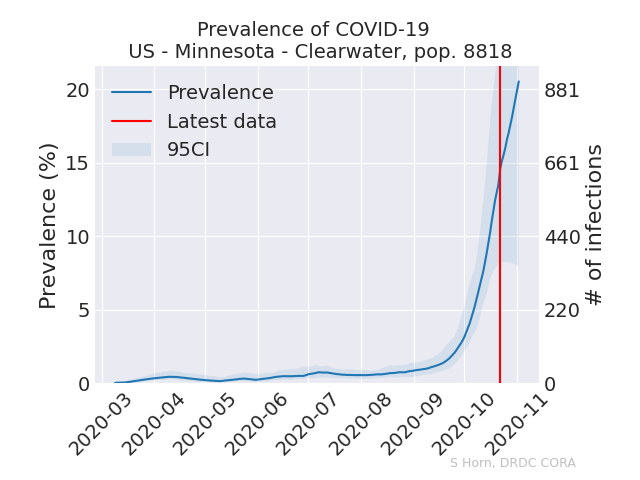 Prevalence of COVID-19
US - Minnesota - Clearwater, pop. 8818
Prevalence
Latest data
95CI
Prevalence (%)
20
15
10
5
0
881
661
440
220
0
# of infections
2020-03
2020-04
2020-05
2020-06
2020-07
2020-08
2020-09
2020-10
2020-11
S Horn, DRDC CORA